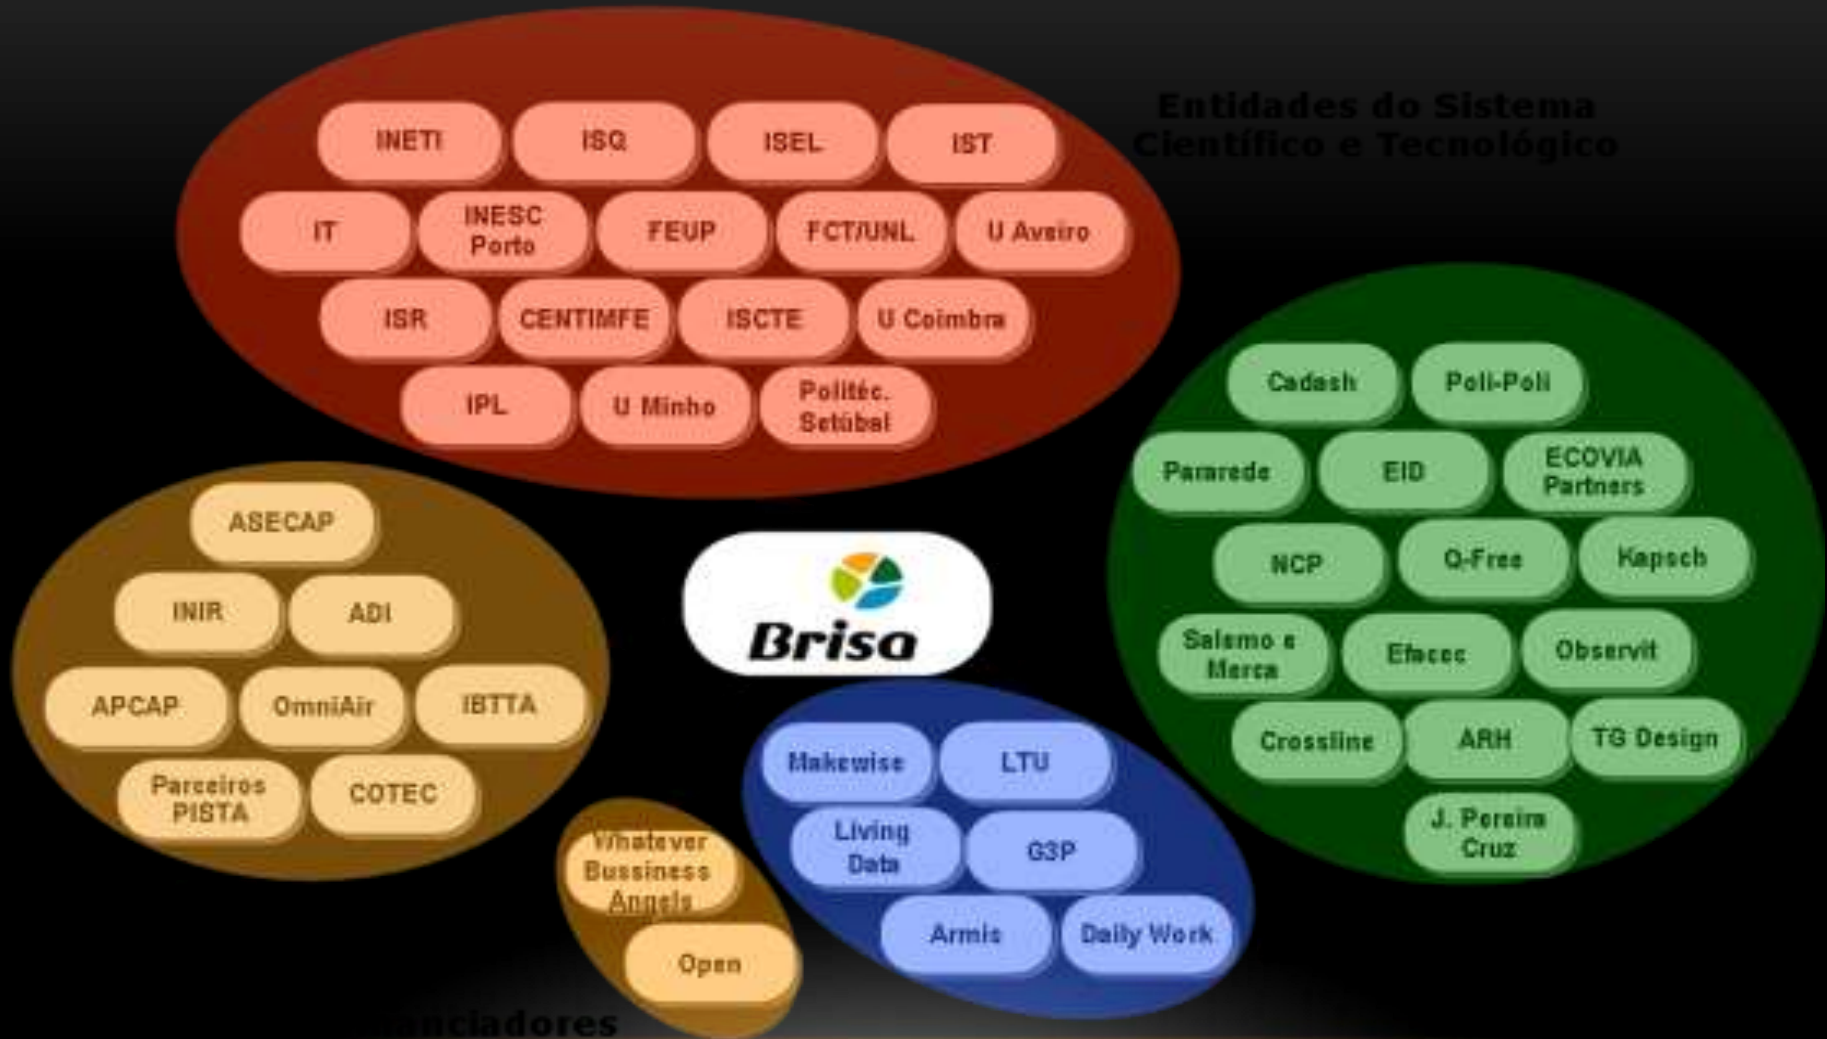 Entidades do Sistema
Científico e Tecnológico
INETI
ISQ
ISEL
IST
IT
INESC
Porto
FEUP
FCT/UNL
U Aveiro
ISR
CENTIMFE
ISCTE
U Coimbra
IPL
U Minho
Politéc.
Setúbal
Cadash
Poli-Poli
Pararede
EID
ECOVIA
Partners
NCP
Q-Free
Kapsch
Salemo e
Merca
Efacec
Observit
Crossline
ARH
TG Design
J. Pereira
Cruz
ASECAP
INIR
ADI
APCAP
OmniAir
IBTTA
Parceiros
PISTA
COTEC
Brisa
Makewise
LTU
Living
Data
G3P
Armis
Daily Work
Whatever
Bussiness
Angels
Open
anciadores